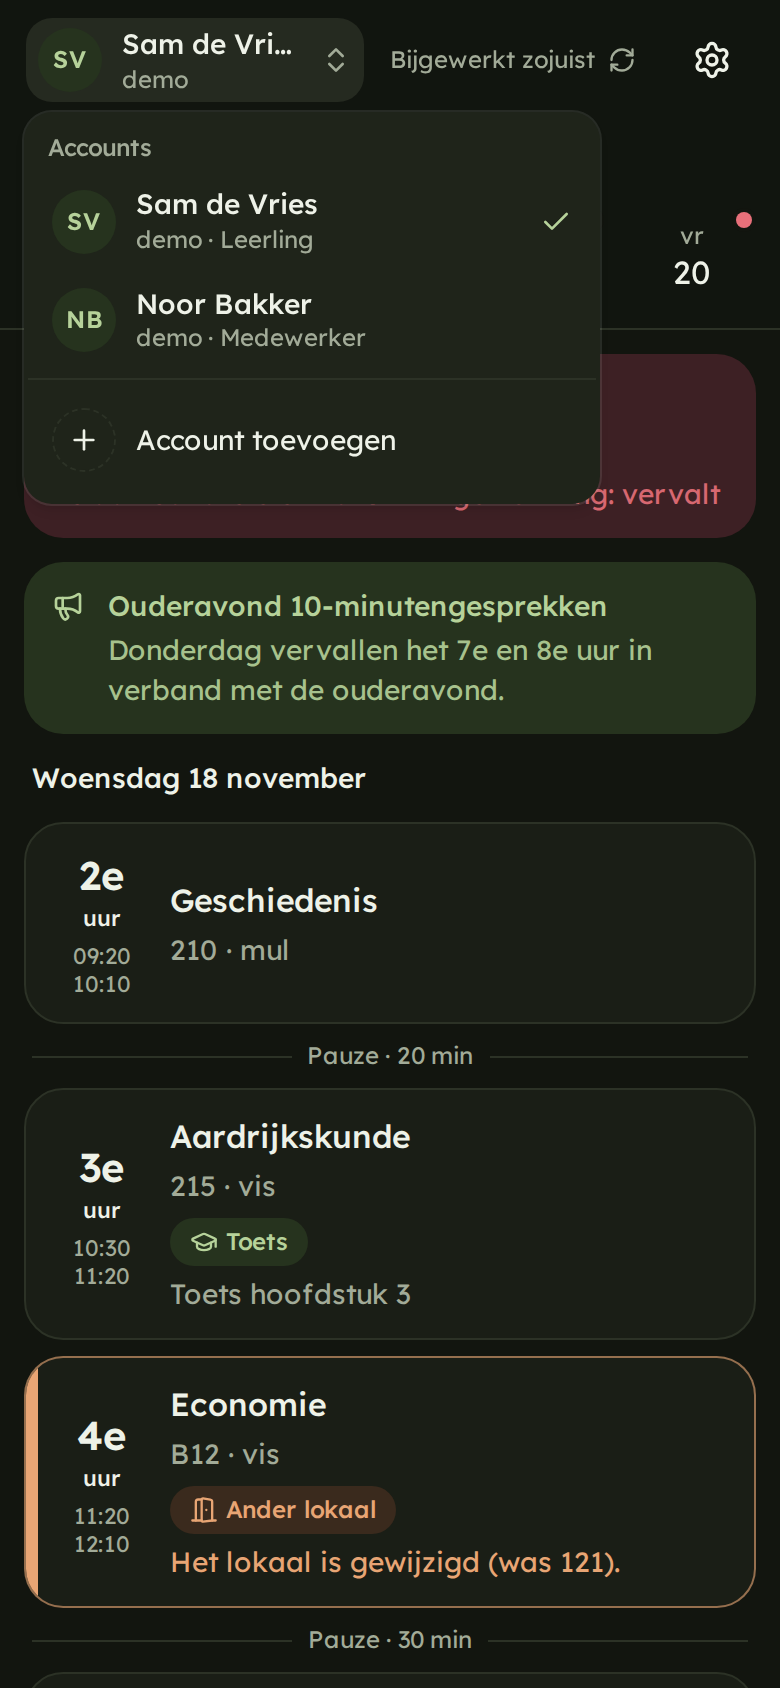 SV
Sam de Vri...
demo
Bijgewerkt zojuist
Accounts
SV
Sam de Vries
demo · Leerling
NB
Noor Bakker
demo · Medewerker
Account toevoegen
vr
20
vervalt
Ouderavond 10-minutengesprekken
Donderdag vervallen het 7e en 8e uur in
verband met de ouderavond.
Woensdag 18 november
2e
uur
09:20
10:10
Geschiedenis
210 · mul
Pauze · 20 min
3e
uur
10:30
11:20
Aardrijkskunde
215 · vis
Toets
Toets hoofdstuk 3
4e
uur
11:20
12:10
Economie
B12 · vis
Ander lokaal
Het lokaal is gewijzigd (was 121).
Pauze · 30 min